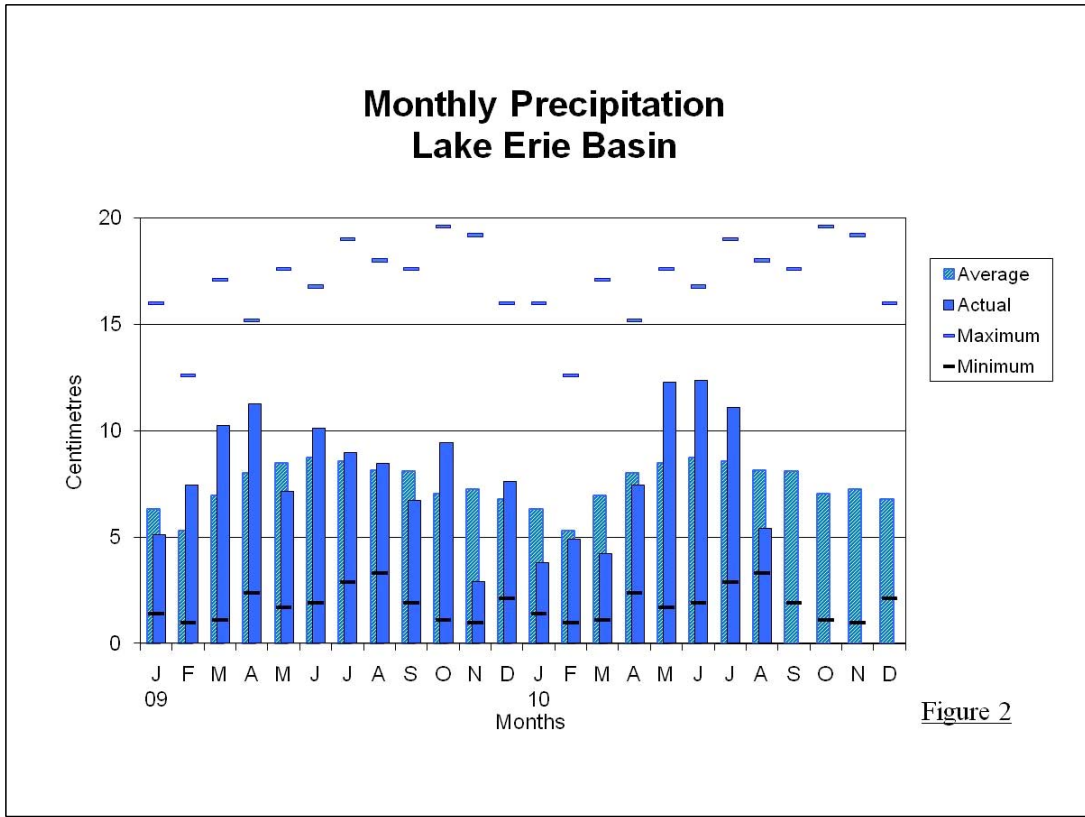 Monthly Precipitation
Lake Erie Basin
20
15
10
5
0
Centimetres
J F M A M J J A S O N D J F M A M J J A S O N D
09 10
Months
Average
Actual
Maximum
Minimum
Figure 2